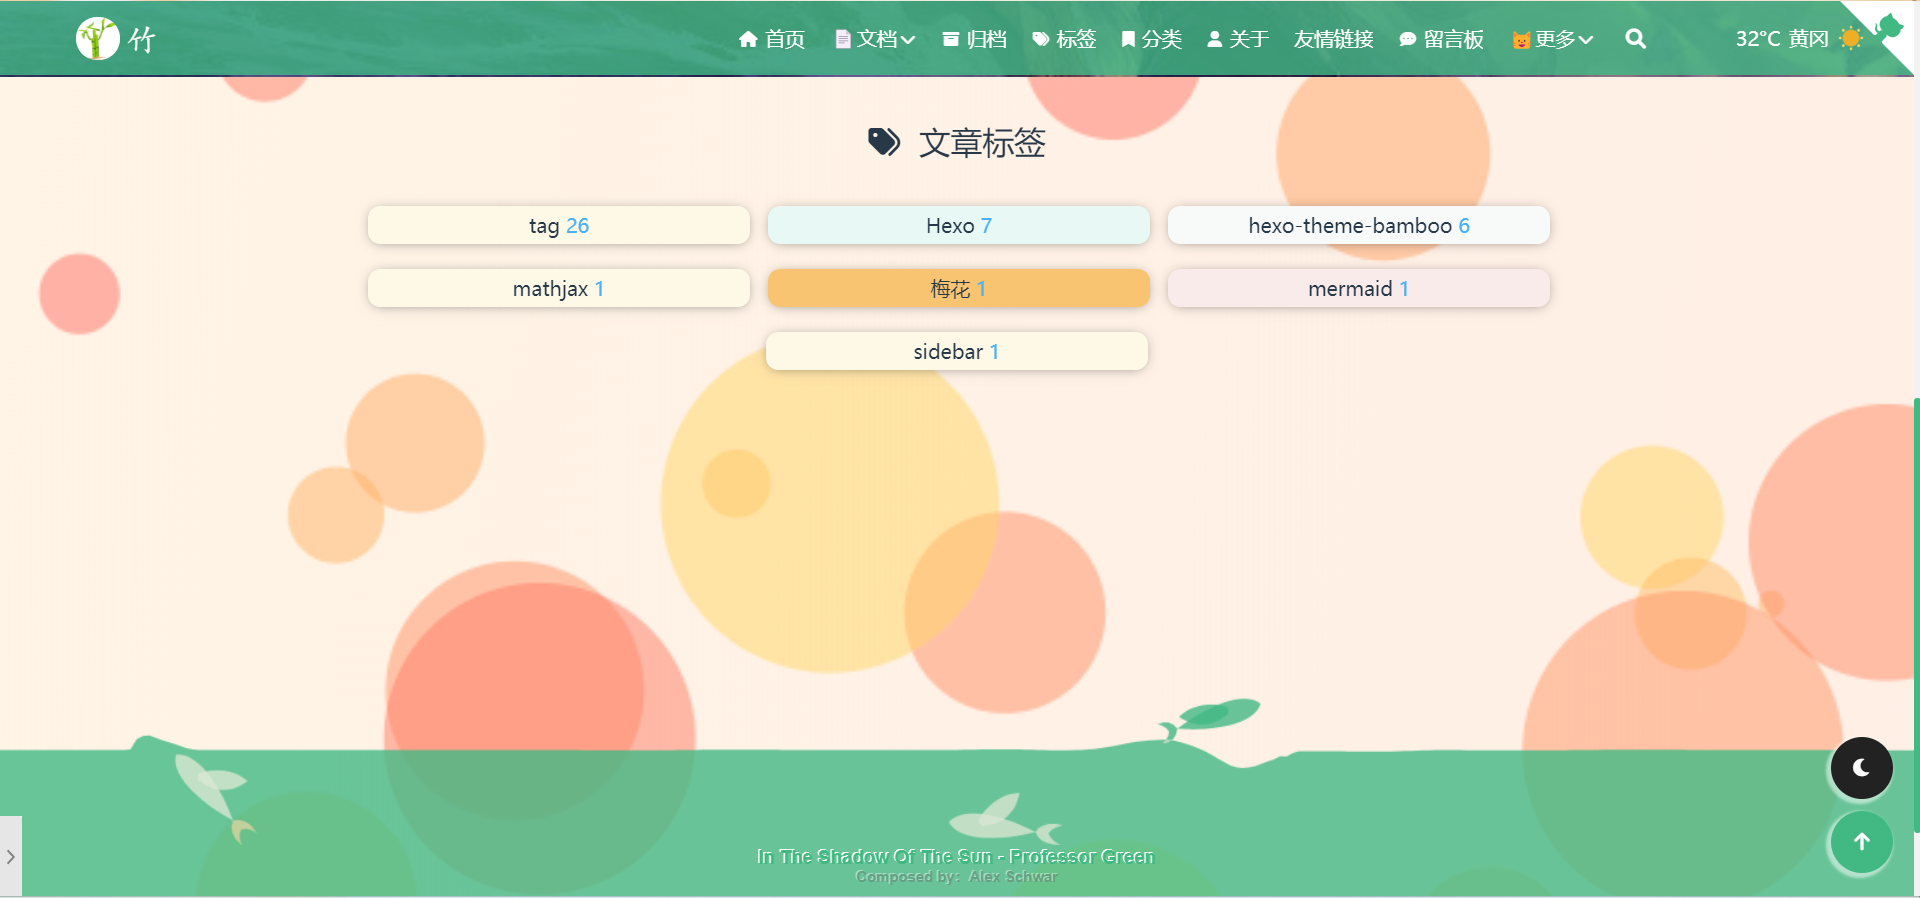 竹 首页 文档 归档 标签 分类 关于 友情链接 留言板 更多 32°C 黄冈
文章标签
tag 26 Hexo 7 hexo-theme-bamboo 6
mathjax 1 梅花 1 mermaid 1
sidebar 1
In The Shadow Of The Sun - Professor Green
Composed by：Alex Schwar